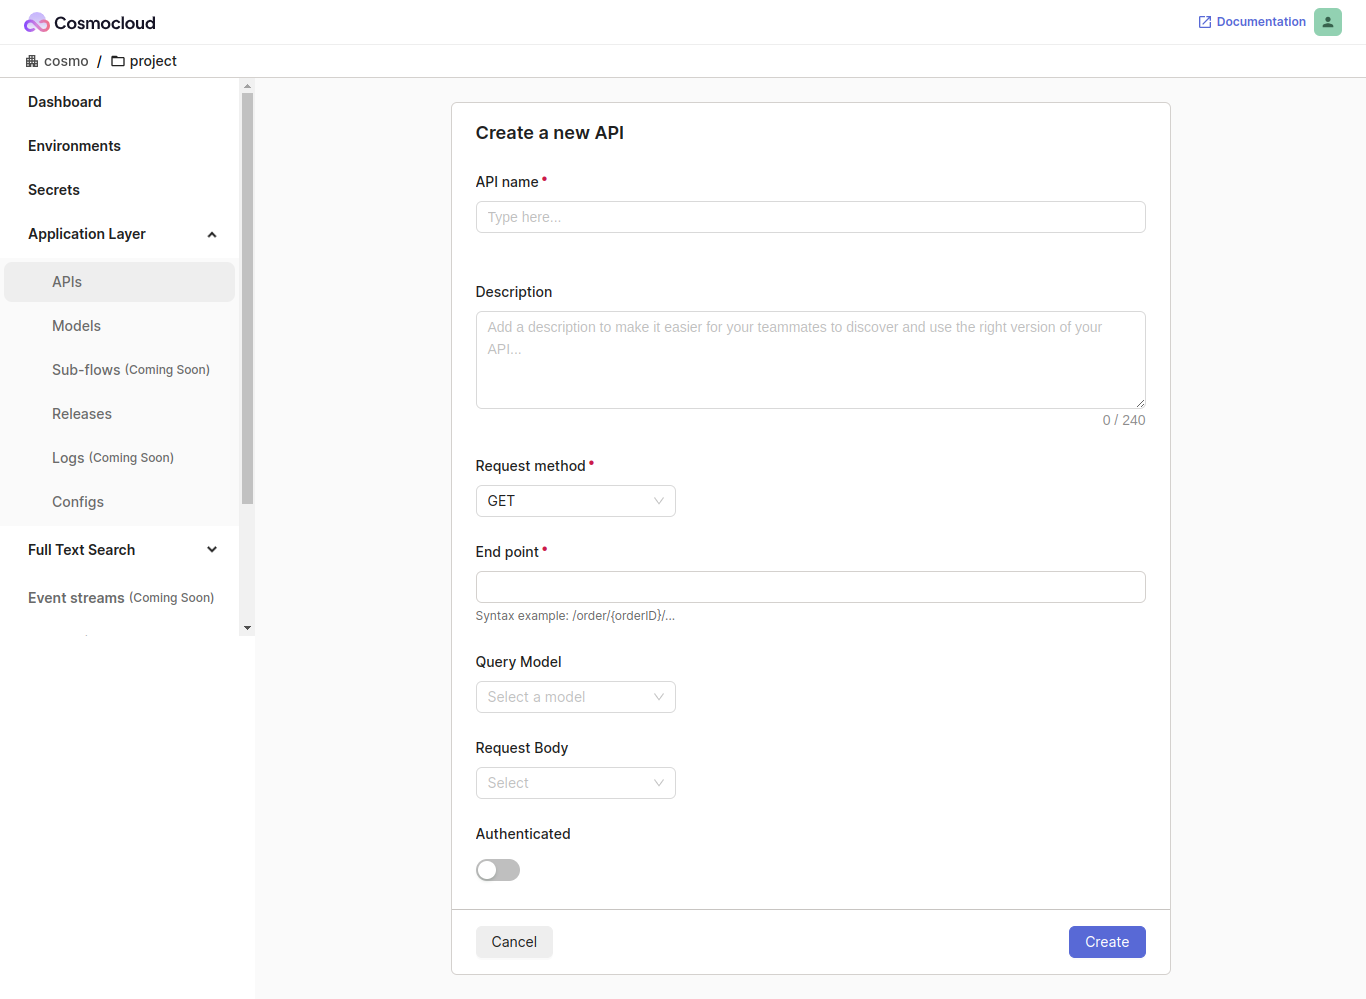 Cosmocloud
Documentation
cosmo / project
Dashboard
Environments
Secrets
Application Layer
APIs
Models
Sub-flows (Coming Soon)
Releases
Logs (Coming Soon)
Configs
Full Text Search
Event streams (Coming Soon)
Create a new API
API name •
Type here...
Description
Add a description to make it easier for your teammates to discover and use the right version of your
API...
0 / 240
Request method •
GET
End point •
Syntax example: /order/{orderID}/...
Query Model
Select a model
Request Body
Select
Authenticated
Cancel
Create